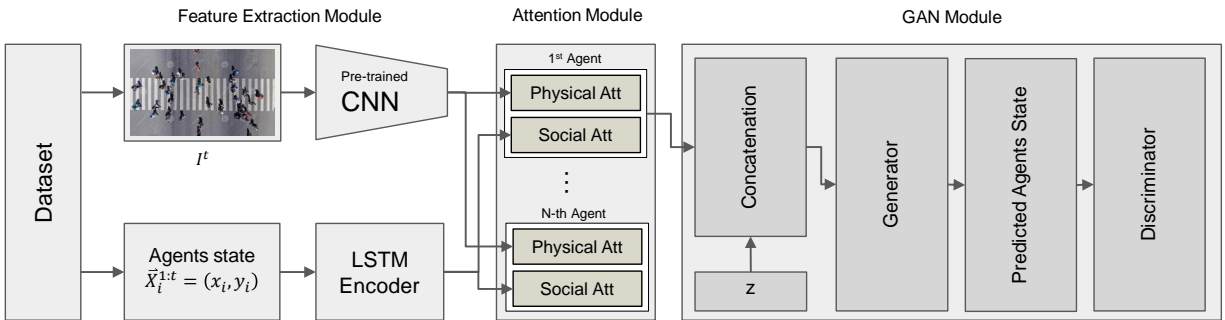 Feature Extraction Module
Attention Module
GAN Module
Dataset
I^t
Pre-trained
CNN
Agents state
X⃗_i^{1:t} = (x_i, y_i)
LSTM
Encoder
1st Agent
Physical Att
Social Att
⋮
N-th Agent
Physical Att
Social Att
Concatenation
z
Generator
Predicted Agents State
Discriminator